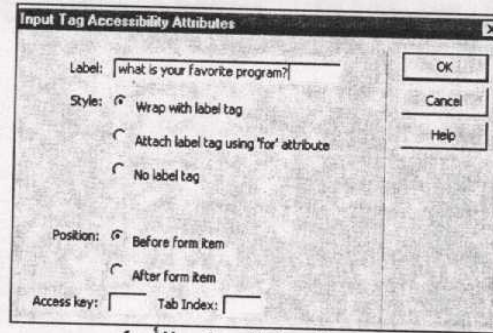 Input Tag Accessibility Attributes
Label: what is your favorite program?
OK
Style: Wrap with label tag
Cancel
Attach label tag using 'for' attribute
Help
No label tag
Position: Before form item
After form item
Access key: Tab Index: